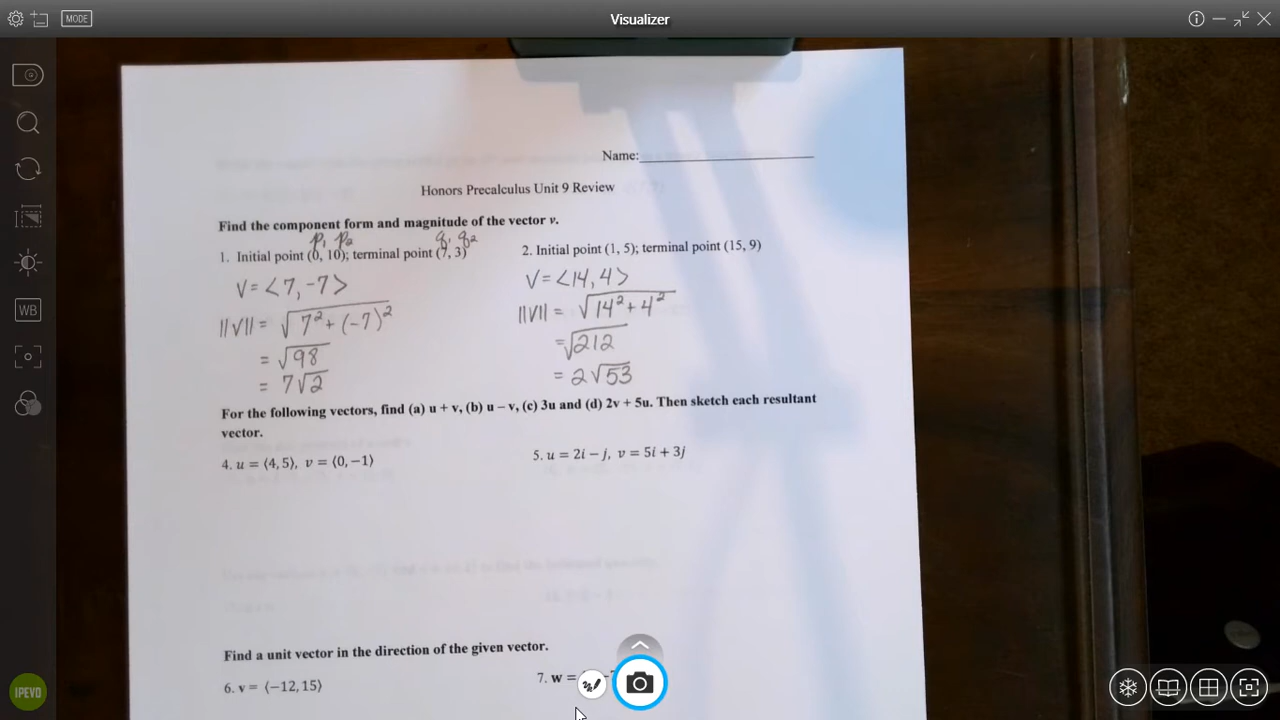 MODE
Visualizer
Name:
Honors Precalculus Unit 9 Review
Find the component form and magnitude of the vector v.
p₁ p₂ q₁ q₂
1. Initial point (0, 10); terminal point (7, 3)
2. Initial point (1, 5); terminal point (15, 9)
V = <7, -7>
V = <14, 4>
||V|| = √7² + (-7)²
||V|| = √14² + 4²
= √98
= √212
= 7√2
= 2√53
For the following vectors, find (a) u + v, (b) u – v, (c) 3u and (d) 2v + 5u. Then sketch each resultant
vector.
4. u = ⟨4, 5⟩, v = ⟨0, −1⟩
5. u = 2i − j, v = 5i + 3j
Find a unit vector in the direction of the given vector.
6. v = ⟨−12, 15⟩
7. w =
WB
IPEVO